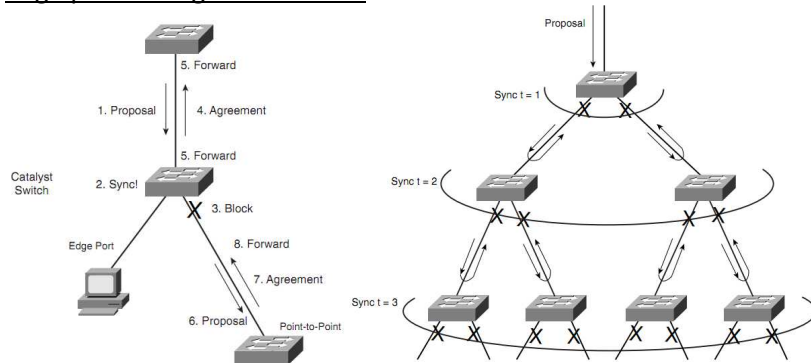 5. Forward
1. Proposal
4. Agreement
5. Forward
Catalyst
Switch
2. Sync!
3. Block
Edge Port
8. Forward
7. Agreement
6. Proposal
Point-to-Point
Proposal
Sync t = 1
Sync t = 2
Sync t = 3
X
X X
X X X X
X X X X X X X X